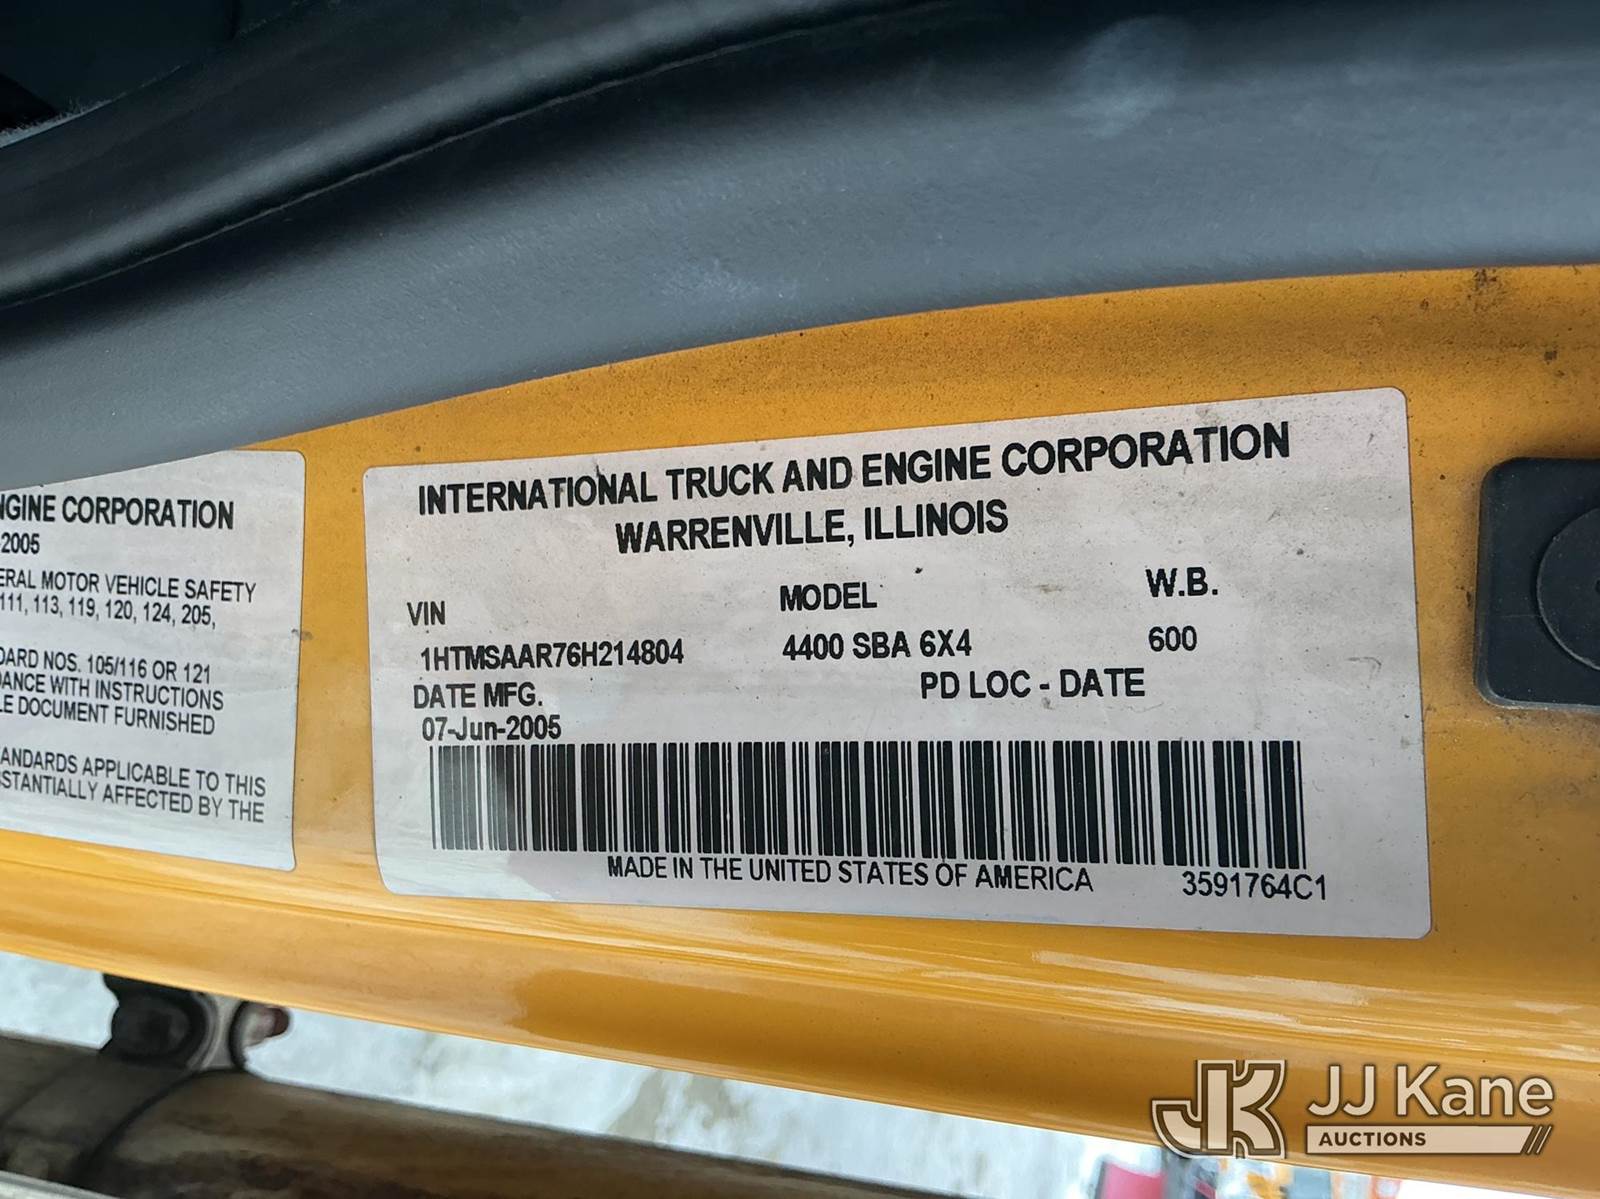 NGINE CORPORATION
-2005
ERAL MOTOR VEHICLE SAFETY
111, 113, 119, 120, 124, 205,
DARD NOS. 105/116 OR 121
DANCE WITH INSTRUCTIONS
LE DOCUMENT FURNISHED
ANDARDS APPLICABLE TO THIS
BSTANTIALLY AFFECTED BY THE
INTERNATIONAL TRUCK AND ENGINE CORPORATION
WARRENVILLE, ILLINOIS
VIN MODEL W.B.
1HTMSAAR76H214804 4400 SBA 6X4 600
DATE MFG. PD LOC - DATE
07-Jun-2005
MADE IN THE UNITED STATES OF AMERICA 3591764C1
JK JJ Kane
AUCTIONS